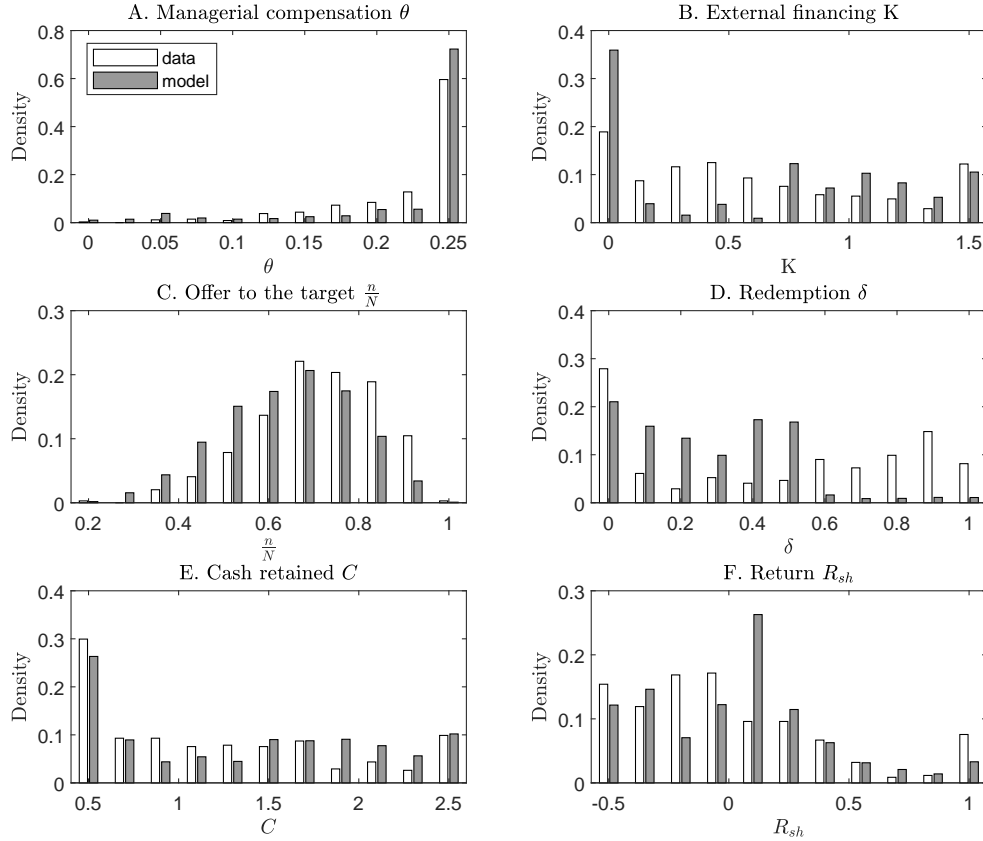 A. Managerial compensation θ
0.8
0.6
0.4
0.2
0
Density
data
model
0 0.05 0.1 0.15 0.2 0.25
θ
B. External financing K
0.4
0.3
0.2
0.1
0
Density
0 0.5 1 1.5
K
C. Offer to the target n/N
0.3
0.2
0.1
0
Density
0.2 0.4 0.6 0.8 1
n/N
D. Redemption δ
0.4
0.3
0.2
0.1
0
Density
0 0.2 0.4 0.6 0.8 1
δ
E. Cash retained C
0.4
0.3
0.2
0.1
0
Density
0.5 1 1.5 2 2.5
C
F. Return R_sh
0.3
0.2
0.1
0
Density
-0.5 0 0.5 1
R_sh